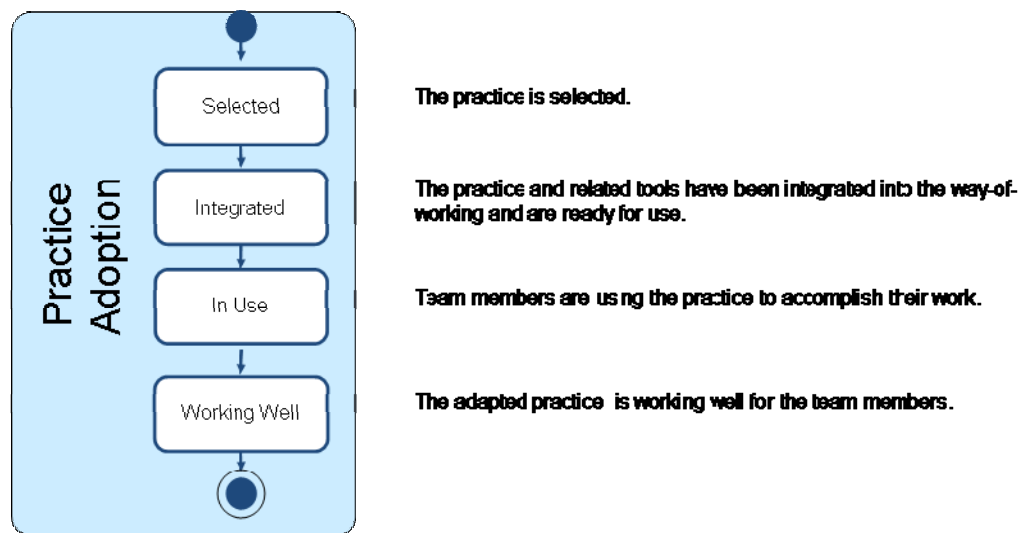 Practice
Adoption
Selected
The practice is selected.
Integrated
The practice and related tools have been integrated into the way-of-
working and are ready for use.
In Use
Team members are using the practice to accomplish their work.
Working Well
The adapted practice is working well for the team members.